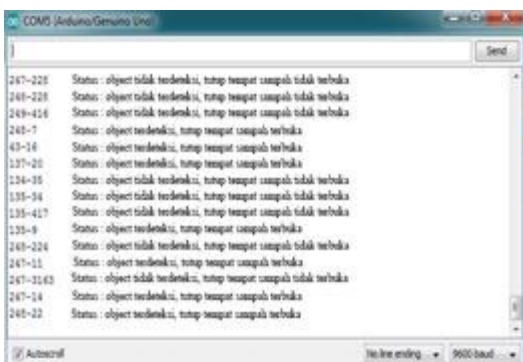 COM5 (Arduino/Genuino Uno)
Send
247-228 Status : object tidak terdeteksi, tutup tempat sampah tidak terbuka
248-228 Status : object tidak terdeteksi, tutup tempat sampah tidak terbuka
249-416 Status : object tidak terdeteksi, tutup tempat sampah tidak terbuka
248-7 Status : object terdeteksi, tutup tempat sampah terbuka
43-16 Status : object terdeteksi, tutup tempat sampah terbuka
137-20 Status : object terdeteksi, tutup tempat sampah terbuka
134-35 Status : object tidak terdeteksi, tutup tempat sampah tidak terbuka
135-34 Status : object tidak terdeteksi, tutup tempat sampah tidak terbuka
135-417 Status : object tidak terdeteksi, tutup tempat sampah tidak terbuka
135-9 Status : object terdeteksi, tutup tempat sampah terbuka
248-224 Status : object tidak terdeteksi, tutup tempat sampah tidak terbuka
247-11 Status : object terdeteksi, tutup tempat sampah terbuka
247-3163 Status : object tidak terdeteksi, tutup tempat sampah tidak terbuka
247-14 Status : object terdeteksi, tutup tempat sampah terbuka
248-22 Status : object terdeteksi, tutup tempat sampah terbuka
Autoscroll No line ending 9600 baud